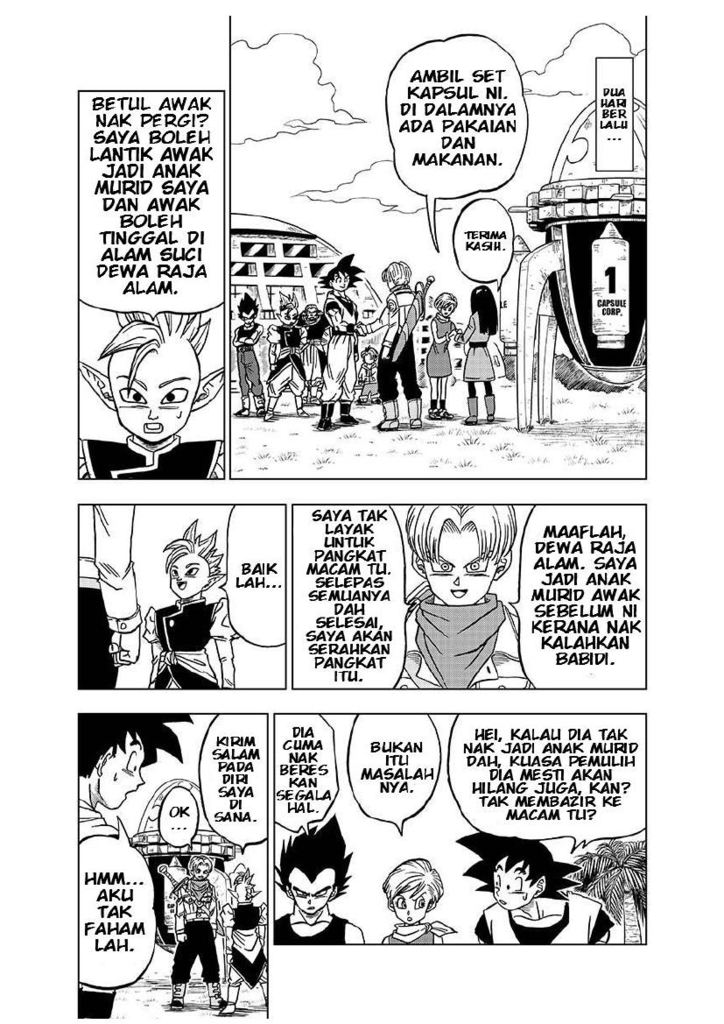 DUA
HARI
BER
LALU
...
AMBIL SET
KAPSUL NI.
DI DALAMNYA
ADA PAKAIAN
DAN
MAKANAN.
TERIMA
KASIH.
1
CAPSULE
CORP.
BETUL AWAK
NAK PERGI?
SAYA BOLEH
LANTIK AWAK
JADI ANAK
MURID SAYA
DAN AWAK
BOLEH
TINGGAL DI
ALAM SUCI
DEWA RAJA
ALAM.
MAAFLAH,
DEWA RAJA
ALAM. SAYA
JADI ANAK
MURID AWAK
SEBELUM NI
KERANA NAK
KALAHKAN
BABIDI.
SAYA TAK
LAYAK
UNTUK
PANGKAT
MACAM TU.
SELEPAS
SEMUANYA
DAH
SELESAI,
SAYA AKAN
SERAHKAN
PANGKAT
ITU.
BAIK
LAH...
HEI, KALAU DIA TAK
NAK JADI ANAK MURID
DAH, KUASA PEMULIH
DIA MESTI AKAN
HILANG JUGA, KAN?
TAK MEMBAZIR KE
MACAM TU?
BUKAN
ITU
MASALAH
NYA.
DIA
CUMA
NAK
BERES
KAN
SEGALA
HAL.
KIRIM
SALAM
PADA
DIRI
SAYA
DI
SANA.
OK
...
HMM...
AKU
TAK
FAHAM
LAH.